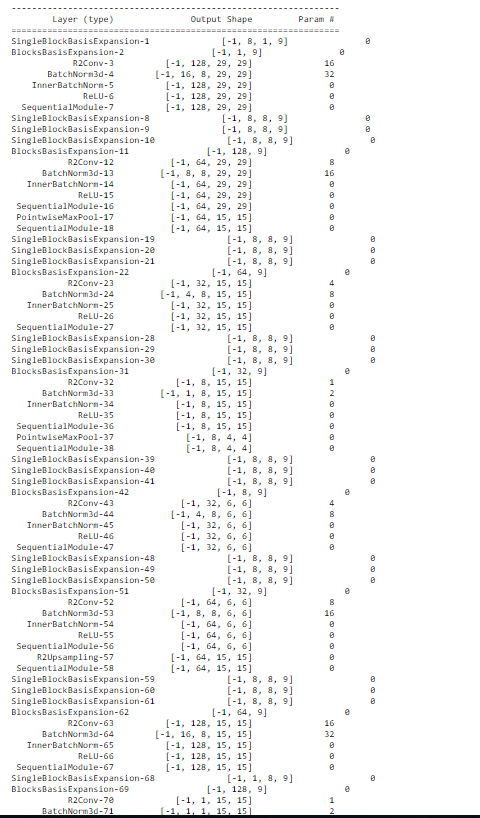 ----------------------------------------------------------------
Layer (type) Output Shape Param #
================================================================
SingleBlockBasisExpansion-1 [-1, 8, 1, 9] 0
BlocksBasisExpansion-2 [-1, 1, 9] 0
R2Conv-3 [-1, 128, 29, 29] 16
BatchNorm3d-4 [-1, 16, 8, 29, 29] 32
InnerBatchNorm-5 [-1, 128, 29, 29] 0
ReLU-6 [-1, 128, 29, 29] 0
SequentialModule-7 [-1, 128, 29, 29] 0
SingleBlockBasisExpansion-8 [-1, 8, 8, 9] 0
SingleBlockBasisExpansion-9 [-1, 8, 8, 9] 0
SingleBlockBasisExpansion-10 [-1, 8, 8, 9] 0
BlocksBasisExpansion-11 [-1, 128, 9] 0
R2Conv-12 [-1, 64, 29, 29] 8
BatchNorm3d-13 [-1, 8, 8, 29, 29] 16
InnerBatchNorm-14 [-1, 64, 29, 29] 0
ReLU-15 [-1, 64, 29, 29] 0
SequentialModule-16 [-1, 64, 29, 29] 0
PointwiseMaxPool-17 [-1, 64, 15, 15] 0
SequentialModule-18 [-1, 64, 15, 15] 0
SingleBlockBasisExpansion-19 [-1, 8, 8, 9] 0
SingleBlockBasisExpansion-20 [-1, 8, 8, 9] 0
SingleBlockBasisExpansion-21 [-1, 8, 8, 9] 0
BlocksBasisExpansion-22 [-1, 64, 9] 0
R2Conv-23 [-1, 32, 15, 15] 4
BatchNorm3d-24 [-1, 4, 8, 15, 15] 8
InnerBatchNorm-25 [-1, 32, 15, 15] 0
ReLU-26 [-1, 32, 15, 15] 0
SequentialModule-27 [-1, 32, 15, 15] 0
SingleBlockBasisExpansion-28 [-1, 8, 8, 9] 0
SingleBlockBasisExpansion-29 [-1, 8, 8, 9] 0
SingleBlockBasisExpansion-30 [-1, 8, 8, 9] 0
BlocksBasisExpansion-31 [-1, 32, 9] 0
R2Conv-32 [-1, 8, 15, 15] 1
BatchNorm3d-33 [-1, 1, 8, 15, 15] 2
InnerBatchNorm-34 [-1, 8, 15, 15] 0
ReLU-35 [-1, 8, 15, 15] 0
SequentialModule-36 [-1, 8, 15, 15] 0
PointwiseMaxPool-37 [-1, 8, 4, 4] 0
SequentialModule-38 [-1, 8, 4, 4] 0
SingleBlockBasisExpansion-39 [-1, 8, 8, 9] 0
SingleBlockBasisExpansion-40 [-1, 8, 8, 9] 0
SingleBlockBasisExpansion-41 [-1, 8, 8, 9] 0
BlocksBasisExpansion-42 [-1, 8, 9] 0
R2Conv-43 [-1, 32, 6, 6] 4
BatchNorm3d-44 [-1, 4, 8, 6, 6] 8
InnerBatchNorm-45 [-1, 32, 6, 6] 0
ReLU-46 [-1, 32, 6, 6] 0
SequentialModule-47 [-1, 32, 6, 6] 0
SingleBlockBasisExpansion-48 [-1, 8, 8, 9] 0
SingleBlockBasisExpansion-49 [-1, 8, 8, 9] 0
SingleBlockBasisExpansion-50 [-1, 8, 8, 9] 0
BlocksBasisExpansion-51 [-1, 32, 9] 0
R2Conv-52 [-1, 64, 6, 6] 8
BatchNorm3d-53 [-1, 8, 8, 6, 6] 16
InnerBatchNorm-54 [-1, 64, 6, 6] 0
ReLU-55 [-1, 64, 6, 6] 0
SequentialModule-56 [-1, 64, 6, 6] 0
R2Upsampling-57 [-1, 64, 15, 15] 0
SequentialModule-58 [-1, 64, 15, 15] 0
SingleBlockBasisExpansion-59 [-1, 8, 8, 9] 0
SingleBlockBasisExpansion-60 [-1, 8, 8, 9] 0
SingleBlockBasisExpansion-61 [-1, 8, 8, 9] 0
BlocksBasisExpansion-62 [-1, 64, 9] 0
R2Conv-63 [-1, 128, 15, 15] 16
BatchNorm3d-64 [-1, 16, 8, 15, 15] 32
InnerBatchNorm-65 [-1, 128, 15, 15] 0
ReLU-66 [-1, 128, 15, 15] 0
SequentialModule-67 [-1, 128, 15, 15] 0
SingleBlockBasisExpansion-68 [-1, 1, 8, 9] 0
BlocksBasisExpansion-69 [-1, 128, 9] 0
R2Conv-70 [-1, 1, 15, 15] 1
BatchNorm3d-71 [-1, 1, 1, 15, 15] 2